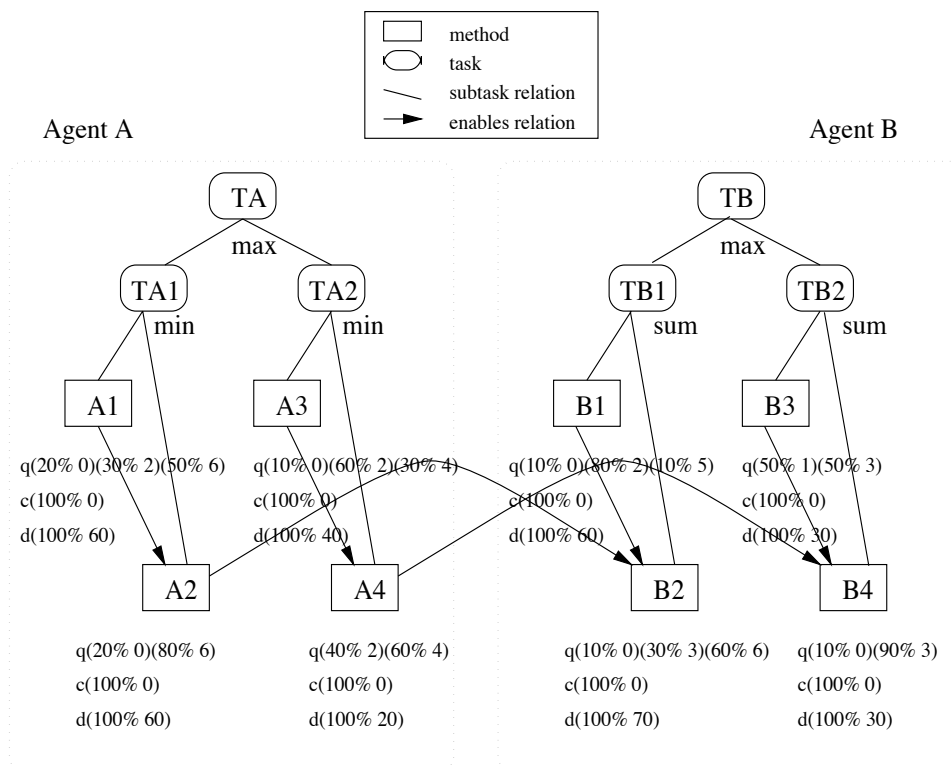 method
task
subtask relation
enables relation
Agent A
Agent B
TA
TB
max
max
TA1
TA2
TB1
TB2
min
min
sum
sum
A1
A3
B1
B3
q(20% 0)(30% 2)(50% 6)
q(10% 0)(60% 2)(30% 4)
q(10% 0)(80% 2)(10% 5)
q(50% 1)(50% 3)
c(100% 0)
c(100% 0)
c(100% 0)
c(100% 0)
d(100% 60)
d(100% 40)
d(100% 60)
d(100% 30)
A2
A4
B2
B4
q(20% 0)(80% 6)
q(40% 2)(60% 4)
q(10% 0)(30% 3)(60% 6)
q(10% 0)(90% 3)
c(100% 0)
c(100% 0)
c(100% 0)
c(100% 0)
d(100% 60)
d(100% 20)
d(100% 70)
d(100% 30)